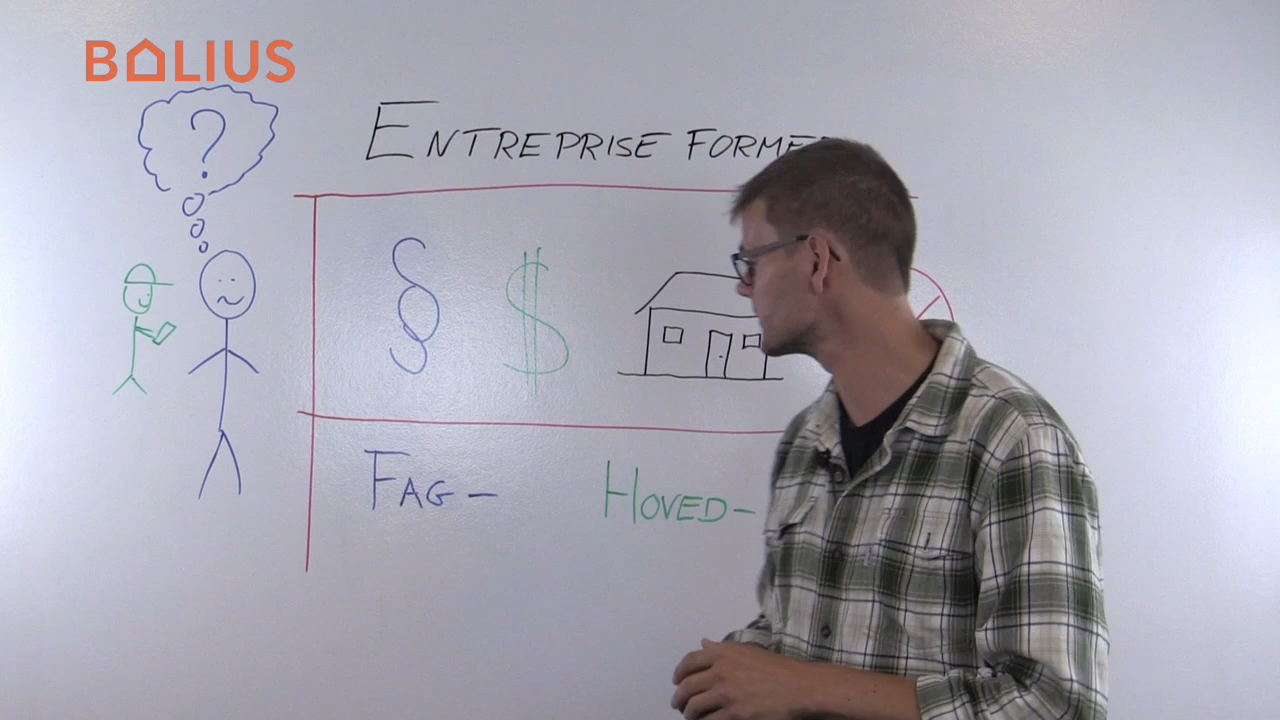 BOLIUS
?
ENTREPRISE FORME
§ $
FAG- HOVED-